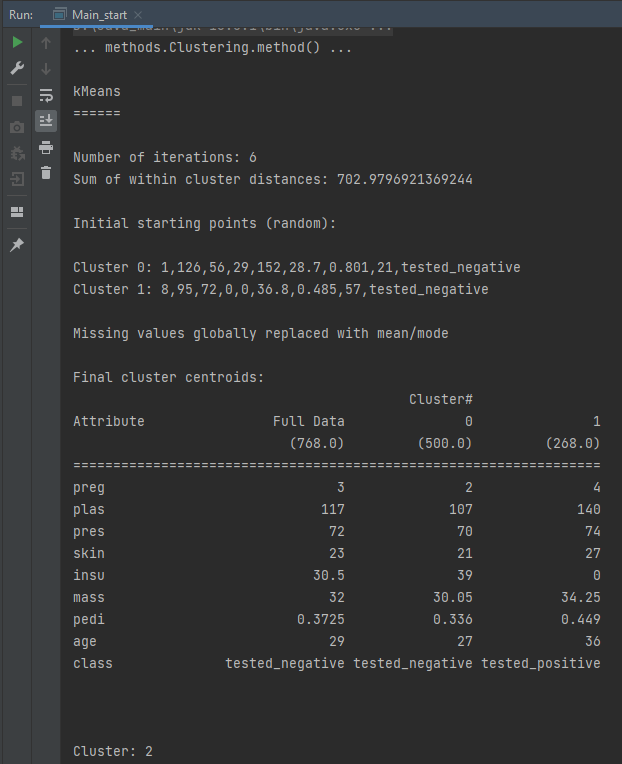 Run: Main_start
... methods.Clustering.method() ...
kMeans
======
Number of iterations: 6
Sum of within cluster distances: 702.9796921369244
Initial starting points (random):
Cluster 0: 1,126,56,29,152,28.7,0.801,21,tested_negative
Cluster 1: 8,95,72,0,0,36.8,0.485,57,tested_negative
Missing values globally replaced with mean/mode
Final cluster centroids:
Cluster#
Attribute Full Data 0 1
(768.0) (500.0) (268.0)
==================================================================
preg 3 2 4
plas 117 107 140
pres 72 70 74
skin 23 21 27
insu 30.5 39 0
mass 32 30.05 34.25
pedi 0.3725 0.336 0.449
age 29 27 36
class tested_negative tested_negative tested_positive
Cluster: 2